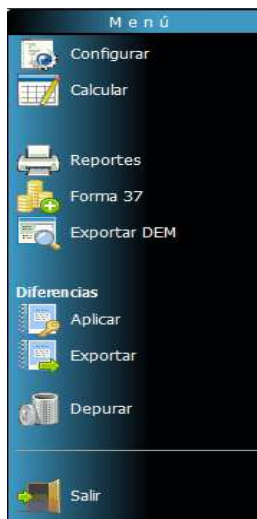 Menú
Configurar
Calcular
Reportes
Forma 37
Exportar DEM
Diferencias
Aplicar
Exportar
Depurar
Salir